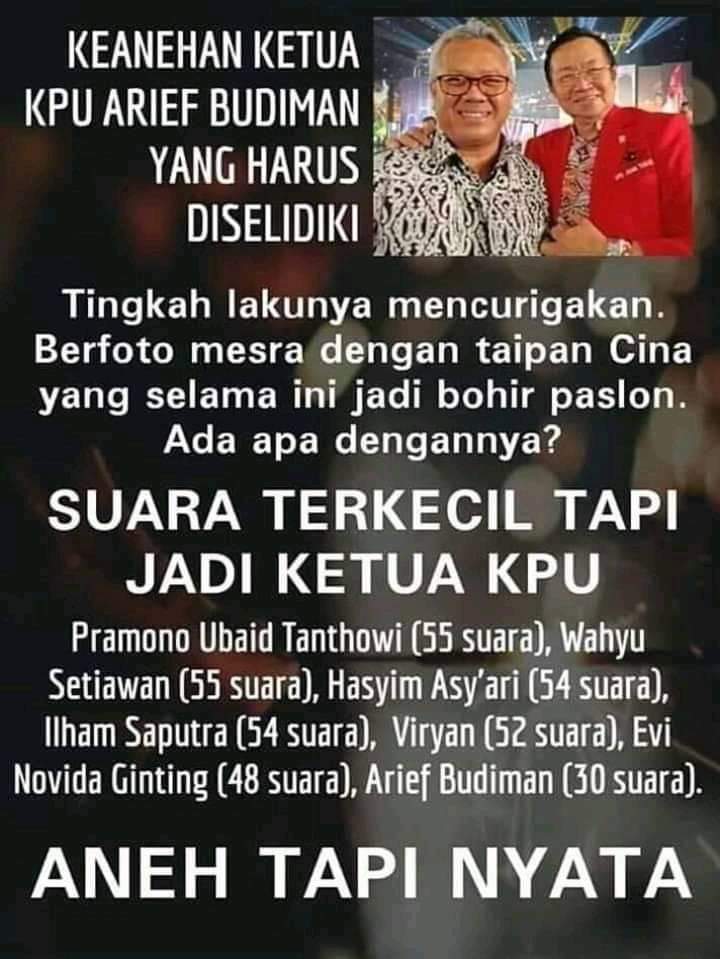 KEANEHAN KETUA
KPU ARIEF BUDIMAN
YANG HARUS
DISELIDIKI
Tingkah lakunya mencurigakan.
Berfoto mesra dengan taipan Cina
yang selama ini jadi bohir paslon.
Ada apa dengannya?
SUARA TERKECIL TAPI
JADI KETUA KPU
Pramono Ubaid Tanthowi (55 suara), Wahyu
Setiawan (55 suara), Hasyim Asy'ari (54 suara),
Ilham Saputra (54 suara), Viryan (52 suara), Evi
Novida Ginting (48 suara), Arief Budiman (30 suara).
ANEH TAPI NYATA